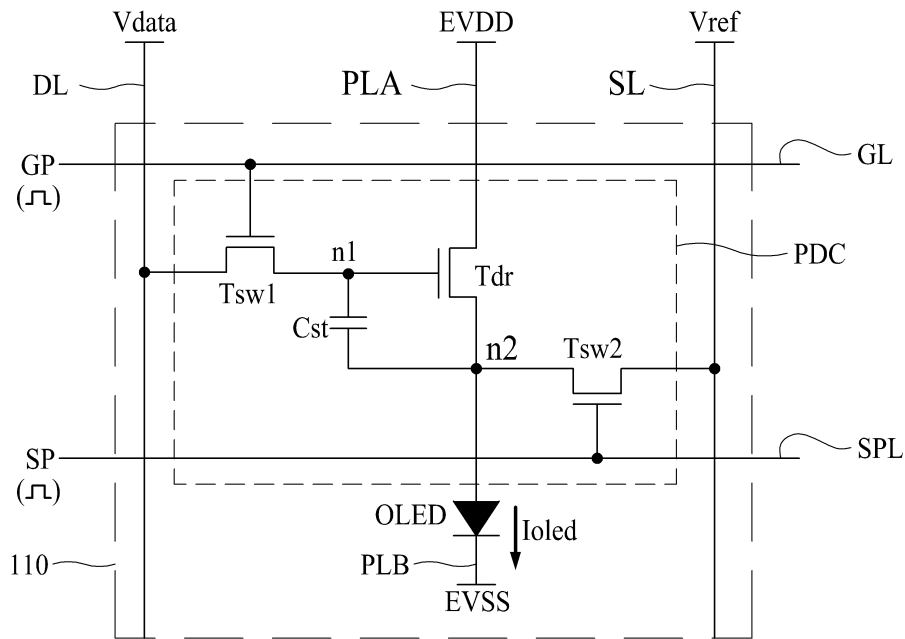 Vdata EVDD Vref
DL PLA SL
GP GL
(⎍)
PDC
n1
Tdr
Tsw1
Cst
n2 Tsw2
SP SPL
(⎍)
OLED Ioled
110 PLB
EVSS